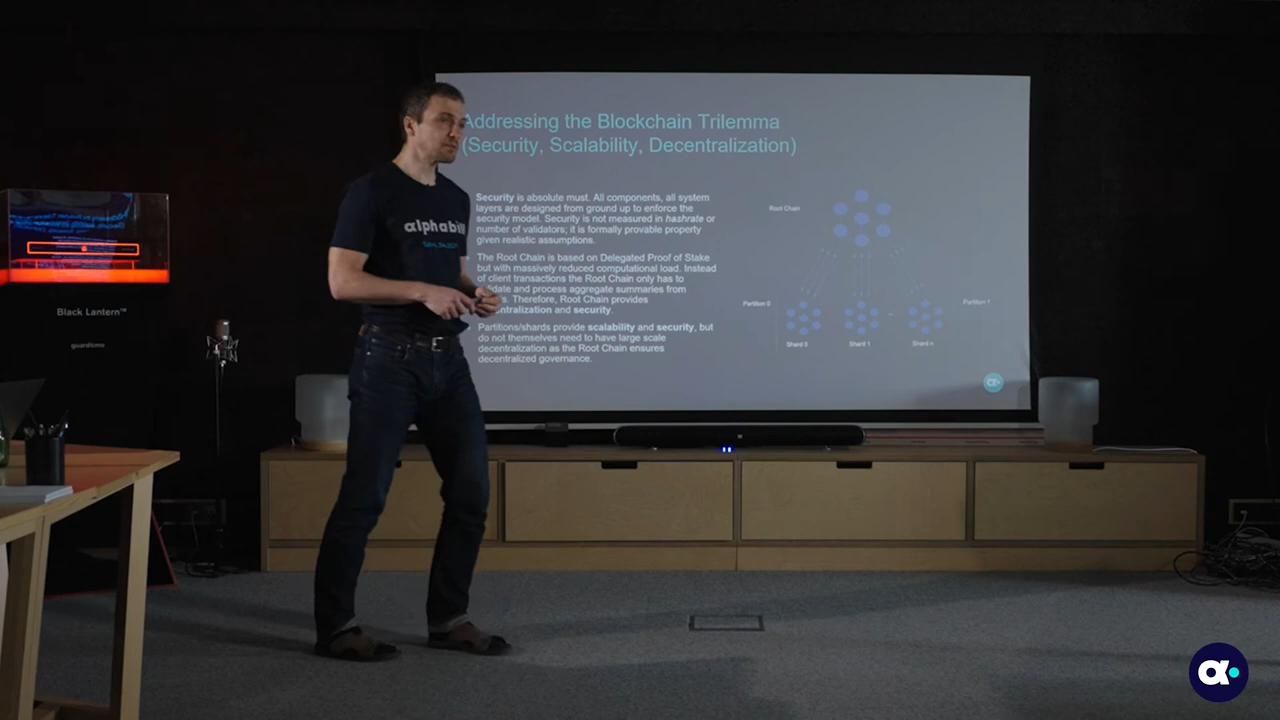 Addressing the Blockchain Trilemma
(Security, Scalability, Decentralization)
Security is absolute must. All components, all system
layers are designed from ground up to enforce the
security model. Security is not measured in hashrate or
number of validators; it is formally provable property
given realistic assumptions.
The Root Chain is based on Delegated Proof of Stake
but with massively reduced computational load. Instead
of client transactions the Root Chain only has to
and process aggregate summaries from
Therefore, Root Chain provides
and security.
Partitions/shards provide scalability and security, but
do not themselves need to have large scale
decentralization as the Root Chain ensures
decentralized governance.
Root Chain
Partition 0
Shard 0
Shard 1
Shard n
alphabill
Black Lantern™
guardtime